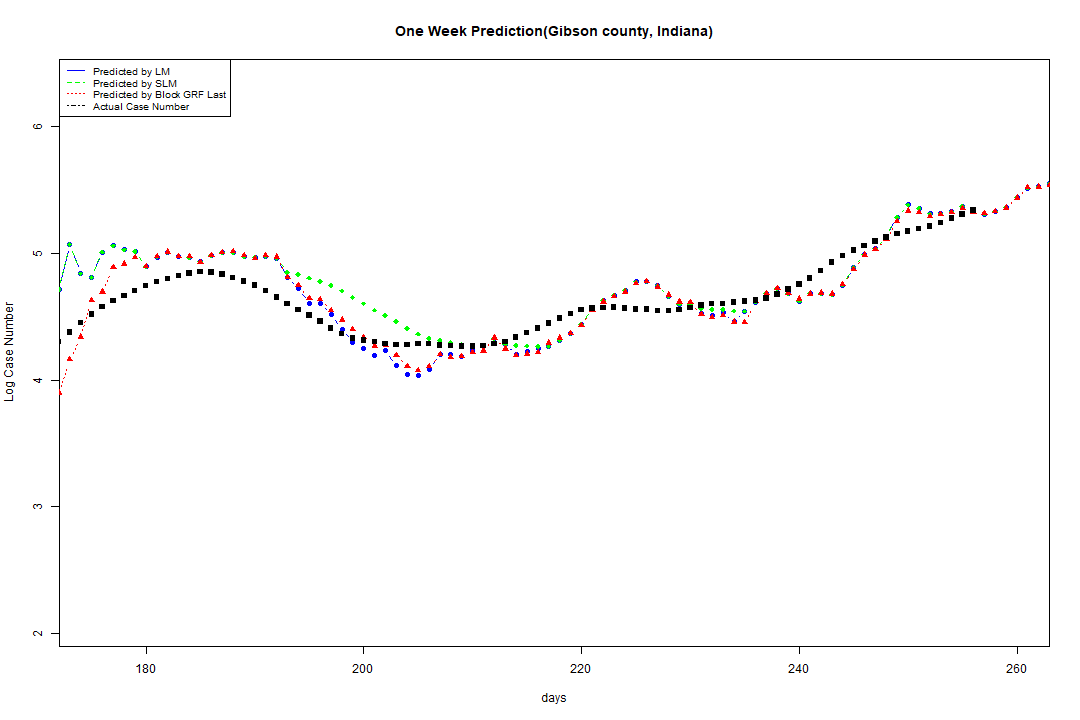 One Week Prediction(Gibson county, Indiana)
Predicted by LM
Predicted by SLM
Predicted by Block GRF Last
Actual Case Number
6
5
4
3
2
Log Case Number
180 200 220 240 260
days